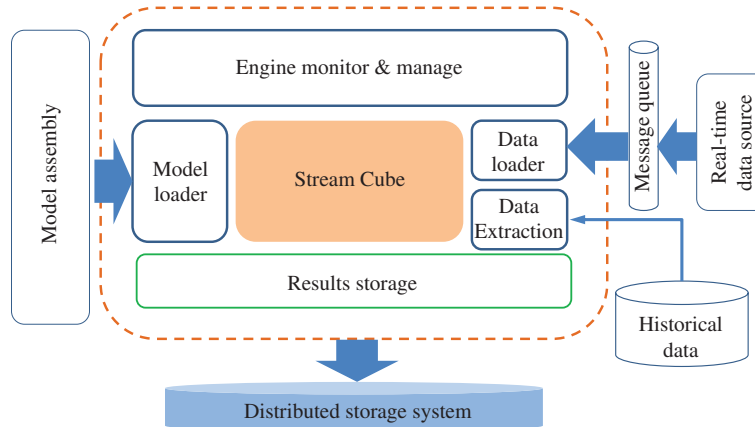 Engine monitor & manage
Model assembly
Model
loader
Stream Cube
Data
loader
Data
Extraction
Message queue
Real-time
data source
Results storage
Historical
data
Distributed storage system